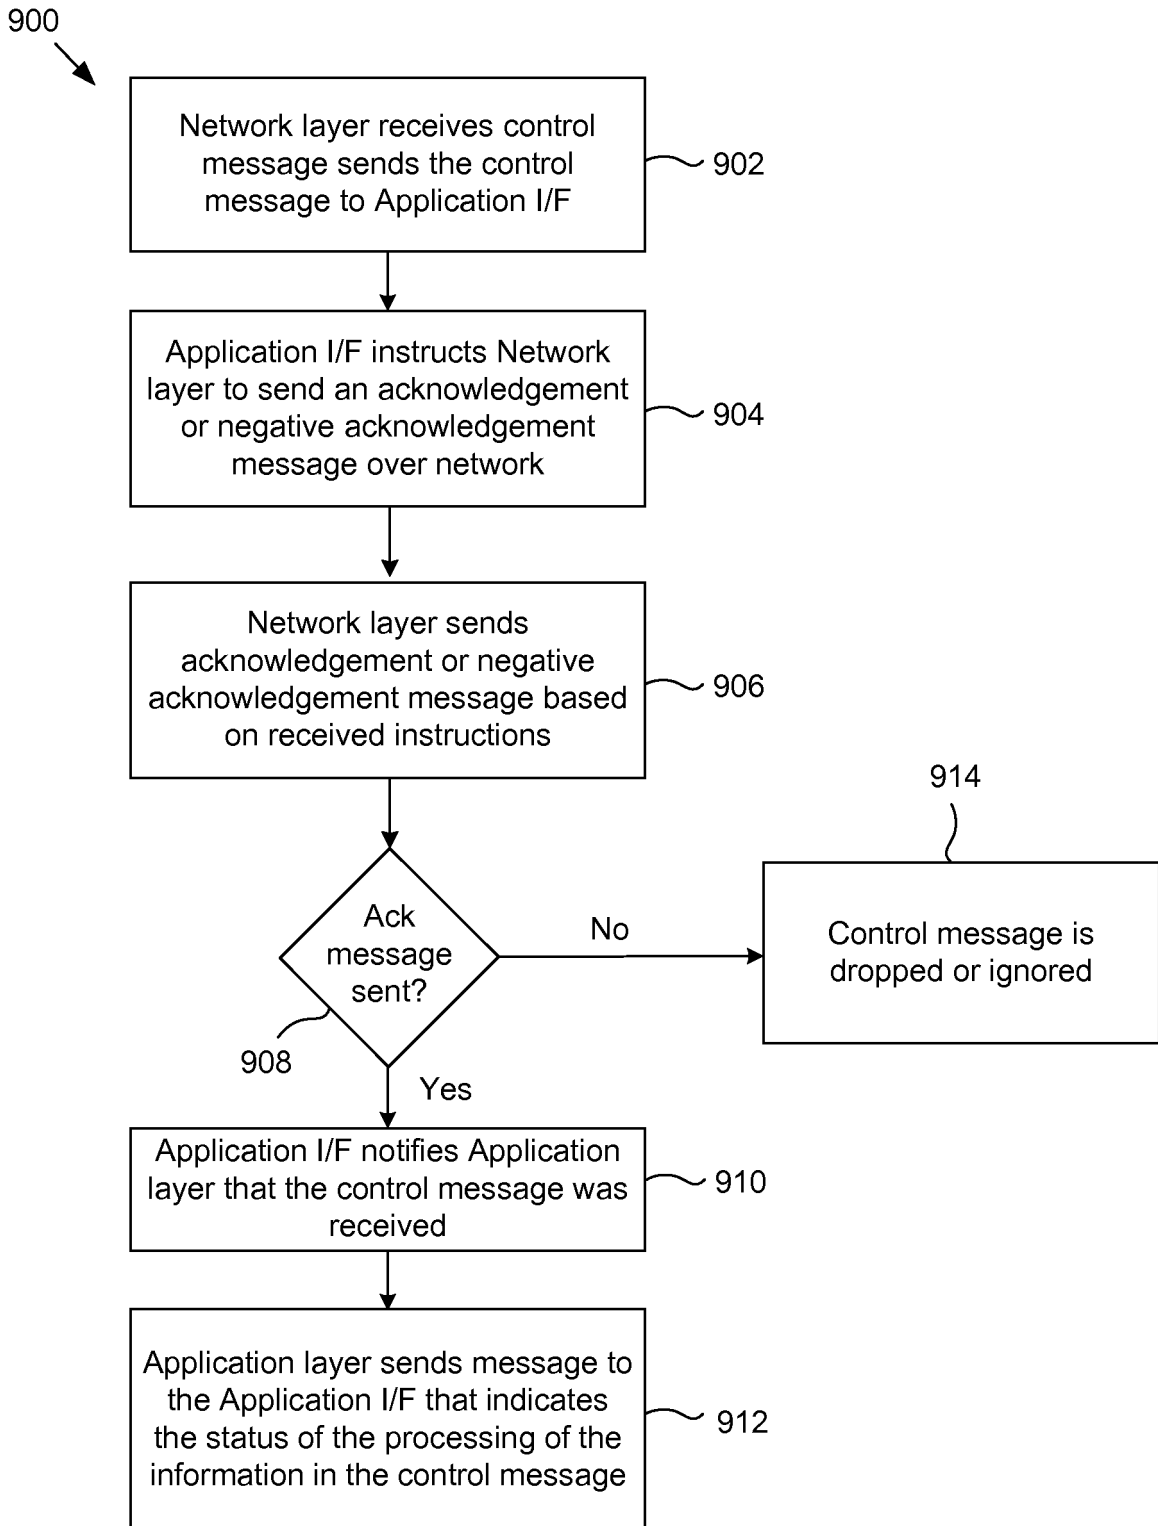 900
Network layer receives control
message sends the control
message to Application I/F
902
Application I/F instructs Network
layer to send an acknowledgement
or negative acknowledgement
message over network
904
Network layer sends
acknowledgement or negative
acknowledgement message based
on received instructions
906
914
Ack
message
sent?
No
Control message is
dropped or ignored
908
Yes
Application I/F notifies Application
layer that the control message was
received
910
Application layer sends message to
the Application I/F that indicates
the status of the processing of the
information in the control message
912